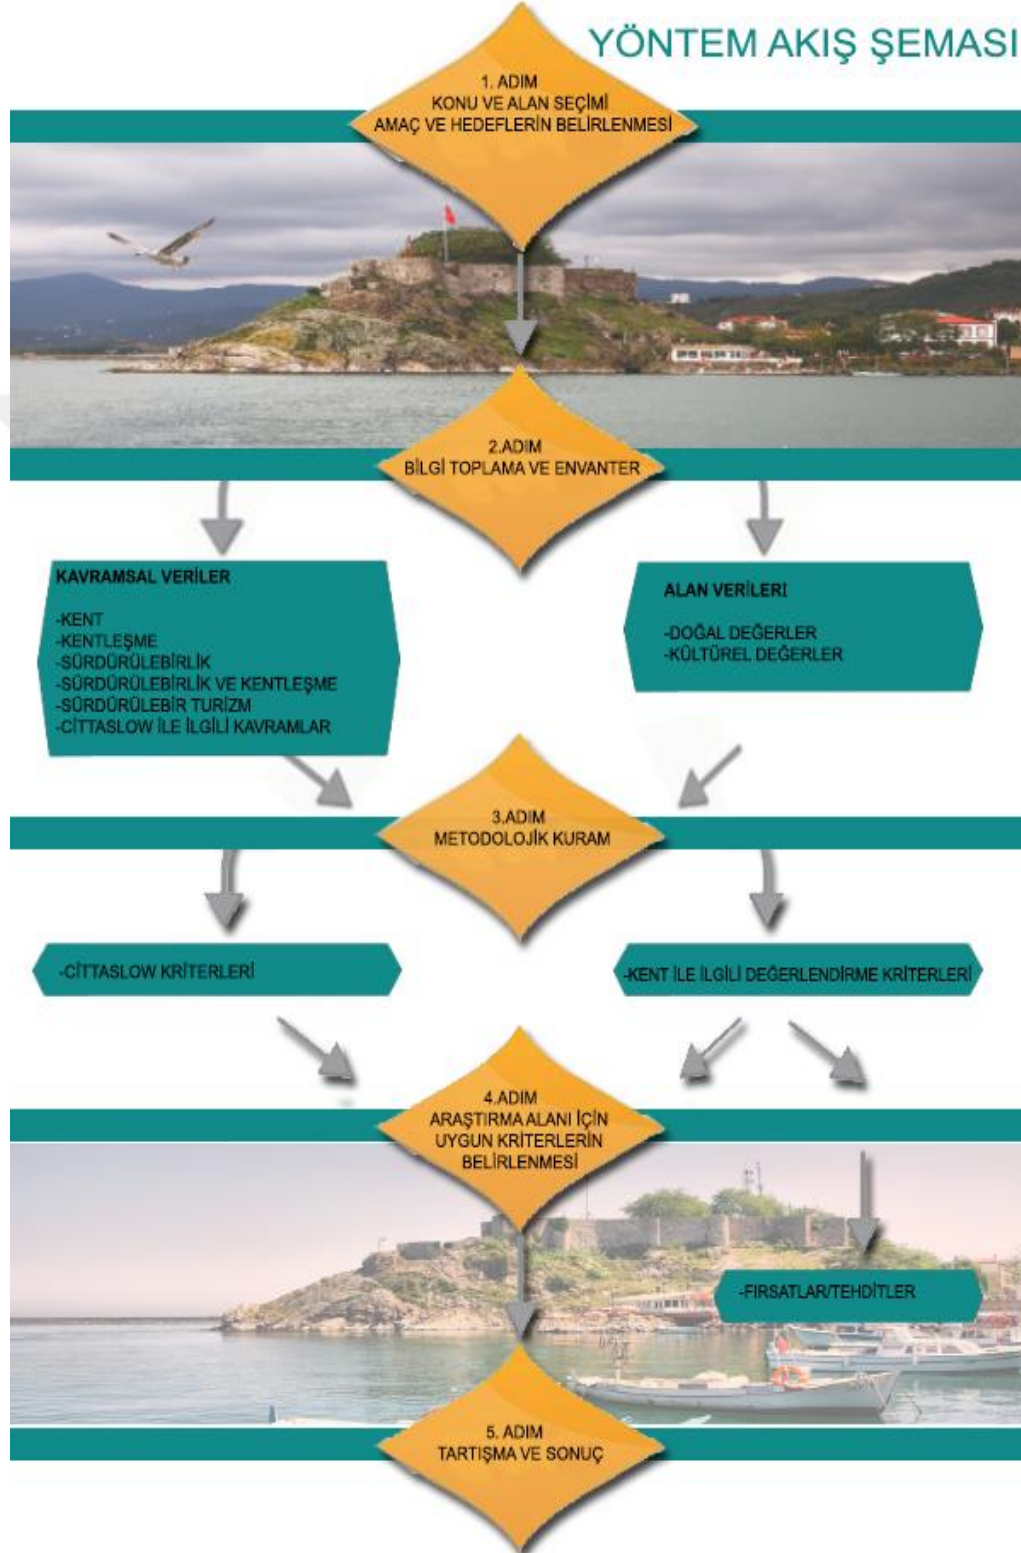 YÖNTEM AKIŞ ŞEMASI
1. ADIM
KONU VE ALAN SEÇİMİ
AMAÇ VE HEDEFLERİN BELİRLENMESİ
2.ADIM
BİLGİ TOPLAMA VE ENVANTER
KAVRAMSAL VERİLER
-KENT
-KENTLEŞME
-SÜRDÜRÜLEBİRLİK
-SÜRDÜRÜLEBİRLİK VE KENTLEŞME
-SÜRDÜRÜLEBİR TURİZM
-CİTTASLOW İLE İLGİLİ KAVRAMLAR
ALAN VERİLERI
-DOĞAL DEĞERLER
-KÜLTÜREL DEĞERLER
3.ADIM
METODOLOJİK KURAM
-CİTTASLOW KRİTERLERİ
-KENT İLE İLGİLİ DEĞERLENDİRME KRİTERLERİ
4.ADIM
ARAŞTIRMA ALANI İÇİN
UYGUN KRİTERLERİN
BELİRLENMESİ
-FIRSATLAR/TEHDİTLER
5. ADIM
TARTIŞMA VE SONUÇ